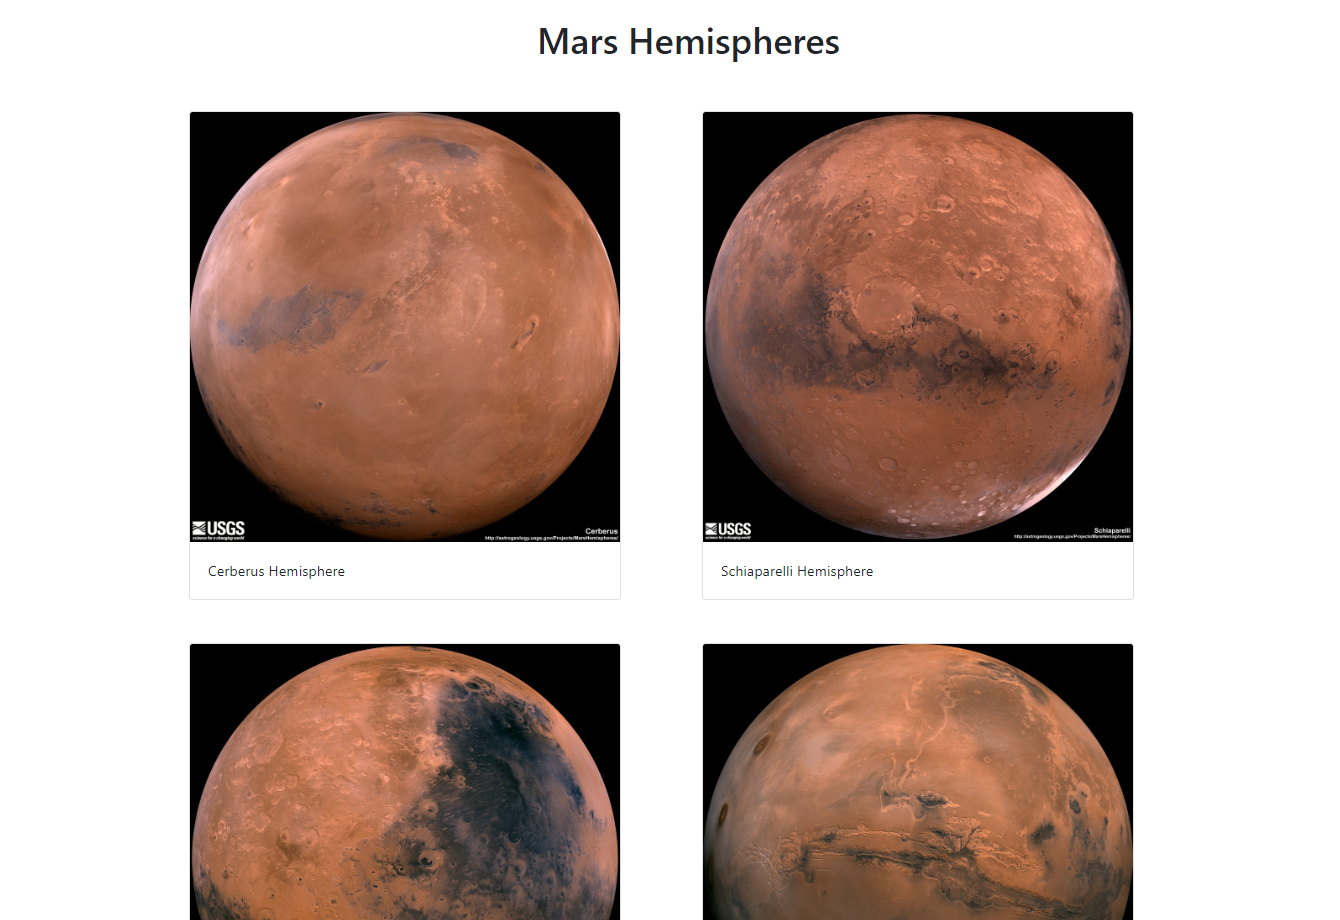 Mars Hemispheres
USGS
science for a changing world
Cerberus
http://astrogeology.usgs.gov/Projects/MarsHemispheres/
USGS
science for a changing world
Schiaparelli
http://astrogeology.usgs.gov/Projects/MarsHemispheres/
Cerberus Hemisphere
Schiaparelli Hemisphere